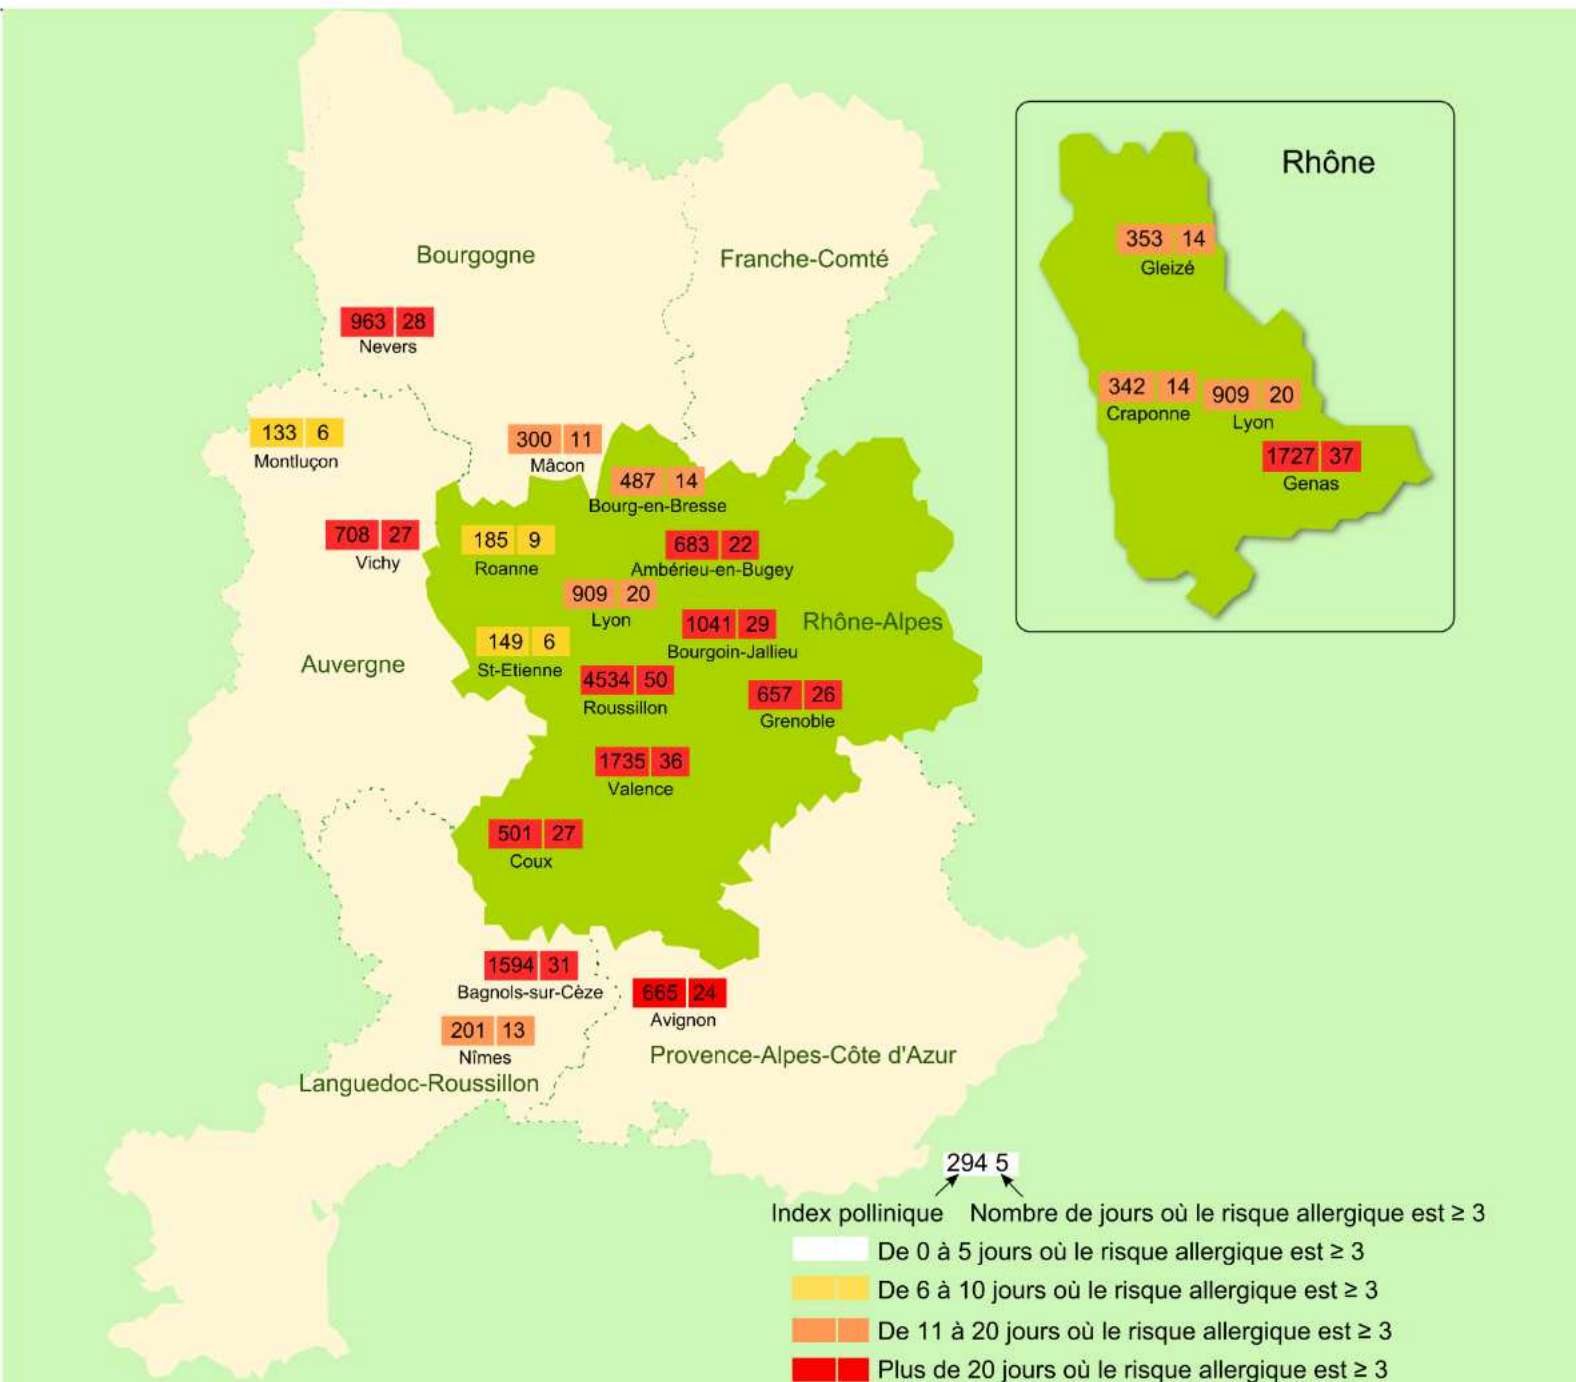 Rhône
353 14
Gleizé
342 14
Craponne
909 20
Lyon
1727 37
Genas
Bourgogne
Franche-Comté
963 28
Nevers
133 6
Montluçon
300 11
Mâcon
487 14
Bourg-en-Bresse
708 27
Vichy
185 9
Roanne
683 22
Ambérieu-en-Bugey
909 20
Lyon
1041 29
Bourgoin-Jallieu
Rhône-Alpes
149 6
St-Etienne
Auvergne
4534 50
Roussillon
657 26
Grenoble
1735 36
Valence
501 27
Coux
1594 31
Bagnols-sur-Cèze
665 24
Avignon
201 13
Nîmes
Provence-Alpes-Côte d'Azur
Languedoc-Roussillon
294 5
Index pollinique Nombre de jours où le risque allergique est ≥ 3
De 0 à 5 jours où le risque allergique est ≥ 3
De 6 à 10 jours où le risque allergique est ≥ 3
De 11 à 20 jours où le risque allergique est ≥ 3
Plus de 20 jours où le risque allergique est ≥ 3